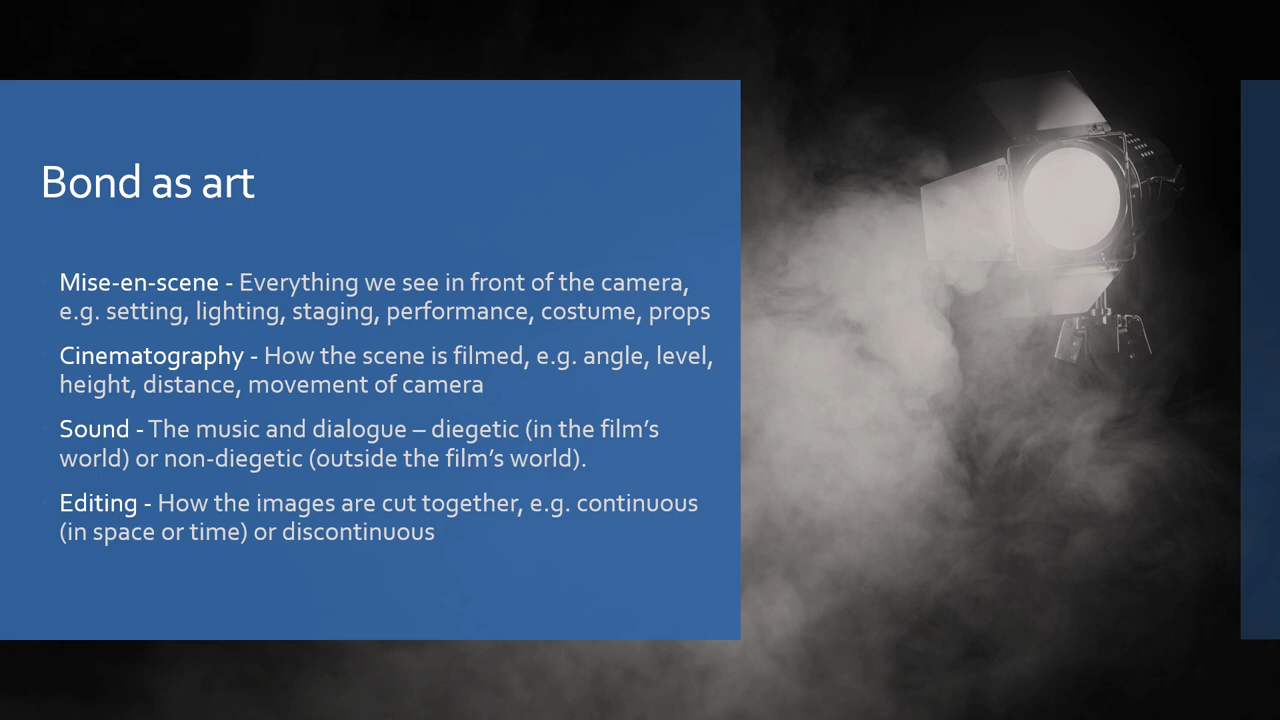 Bond as art
Mise-en-scene - Everything we see in front of the camera,
e.g. setting, lighting, staging, performance, costume, props
Cinematography - How the scene is filmed, e.g. angle, level,
height, distance, movement of camera
Sound - The music and dialogue – diegetic (in the film’s
world) or non-diegetic (outside the film’s world).
Editing - How the images are cut together, e.g. continuous
(in space or time) or discontinuous